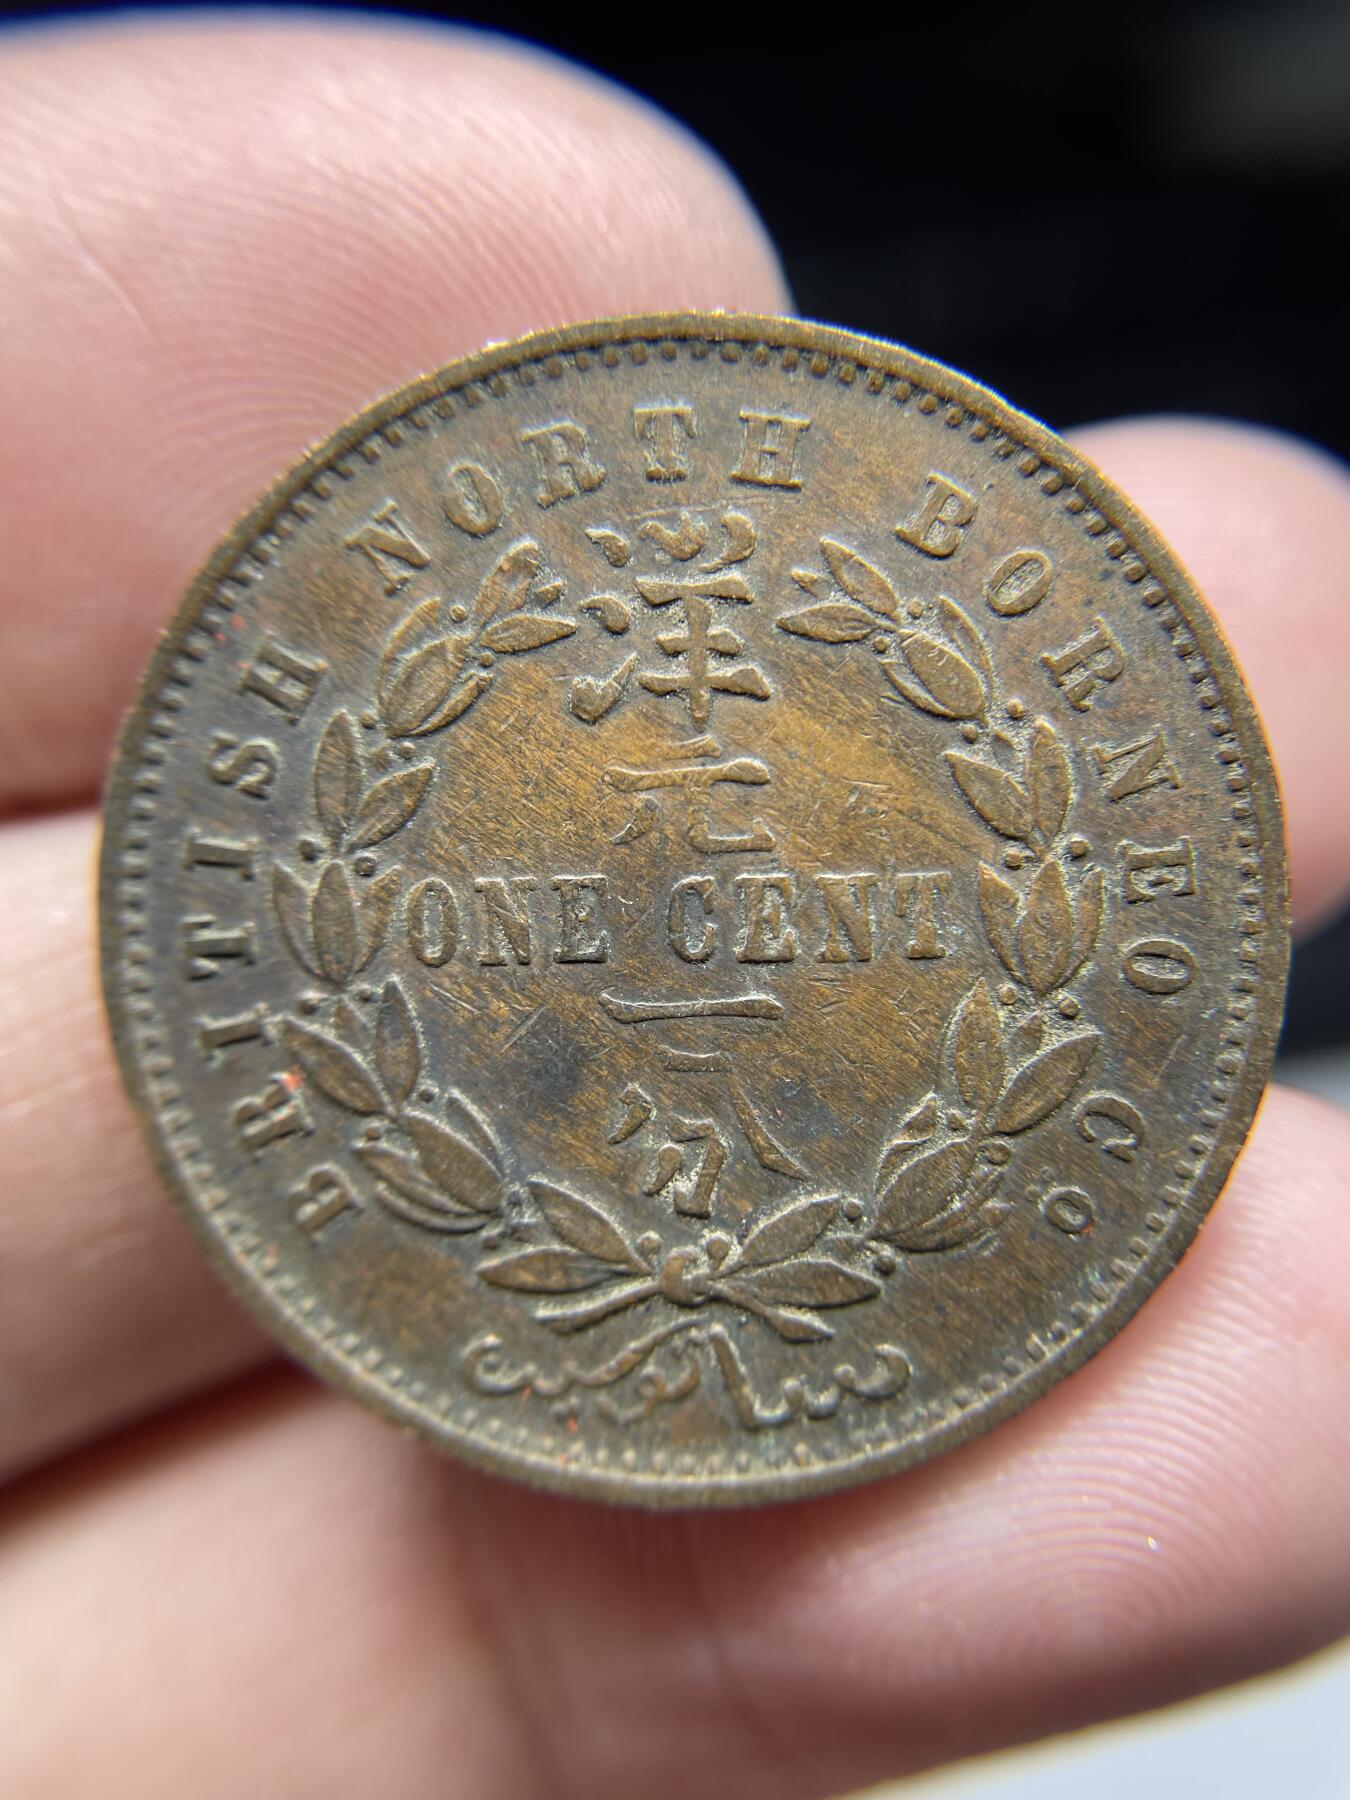 BRITISH NORTH BORNEO Cº
洋
元
ONE CENT
一
分